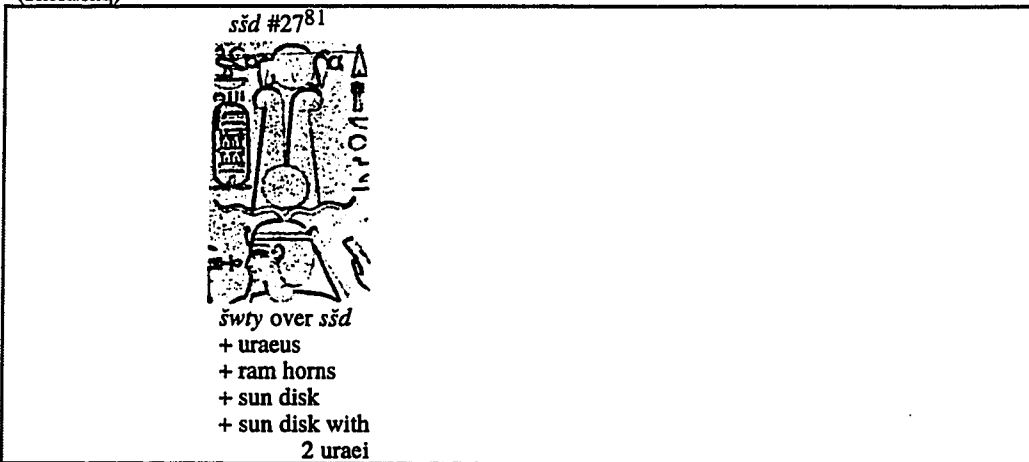 sšd #27⁸¹
šwty over sšd
+ uraeus
+ ram horns
+ sun disk
+ sun disk with
2 uraei